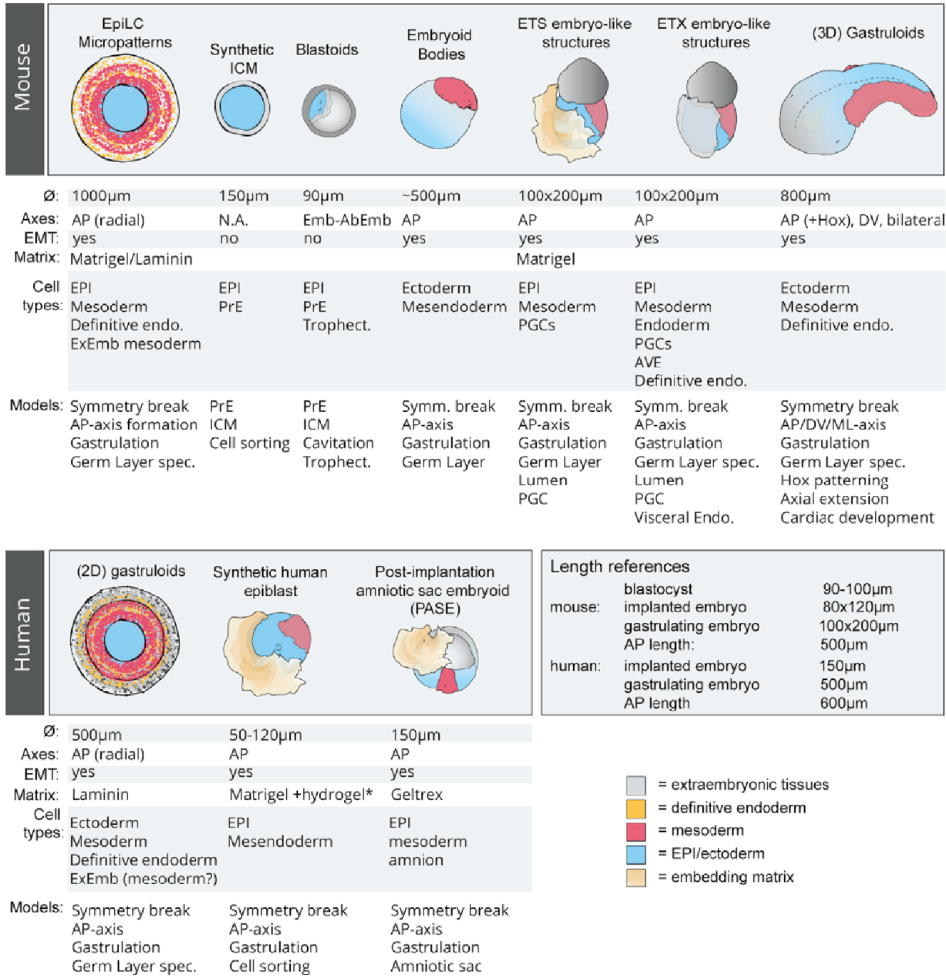 Mouse
EpiLC
Micropatterns
Synthetic
ICM
Blastoids
Embryoid
Bodies
ETS embryo-like
structures
ETX embryo-like
structures
(3D) Gastruloids
Ø: 1000µm 150µm 90µm ~500µm 100x200µm 100x200µm 800µm
Axes: AP (radial) N.A. Emb-AbEmb AP AP AP AP (+Hox), DV, bilateral
EMT: yes no no yes yes yes yes
Matrix: Matrigel/Laminin Matrigel
Cell EPI EPI EPI Ectoderm EPI EPI Ectoderm
types: Mesoderm PrE PrE Mesendoderm Mesoderm Mesoderm Mesoderm
Definitive endo. Trophect. PGCs Endoderm Definitive endo.
ExEmb mesoderm PGCs
AVE
Definitive endo.
Models: Symmetry break PrE PrE Symm. break Symm. break Symm. break Symmetry break
AP-axis formation ICM ICM AP-axis AP-axis AP-axis AP/DV/ML-axis
Gastrulation Cell sorting Cavitation Gastrulation Gastrulation Gastrulation Gastrulation
Germ Layer spec. Trophect. Germ Layer Germ Layer Germ Layer spec. Germ Layer spec.
Lumen Lumen Hox patterning
PGC PGC Axial extension
Visceral Endo. Cardiac development
Human
(2D) gastruloids
Synthetic human
epiblast
Post-implantation
amniotic sac embryoid
(PASE)
Length references
blastocyst 90-100µm
mouse: implanted embryo 80x120µm
gastrulating embryo 100x200µm
AP length: 500µm
human: implanted embryo 150µm
gastrulating embryo 500µm
AP length 600µm
Ø: 500µm 50-120µm 150µm
Axes: AP (radial) AP AP
EMT: yes yes yes
Matrix: Laminin Matrigel +hydrogel* Geltrex
Cell Ectoderm EPI EPI
types: Mesoderm Mesendoderm mesoderm
Definitive endoderm amnion
ExEmb (mesoderm?)
Models: Symmetry break Symmetry break Symmetry break
AP-axis AP-axis AP-axis
Gastrulation Gastrulation Gastrulation
Germ Layer spec. Cell sorting Amniotic sac
= extraembryonic tissues
= definitive endoderm
= mesoderm
= EPI/ectoderm
= embedding matrix